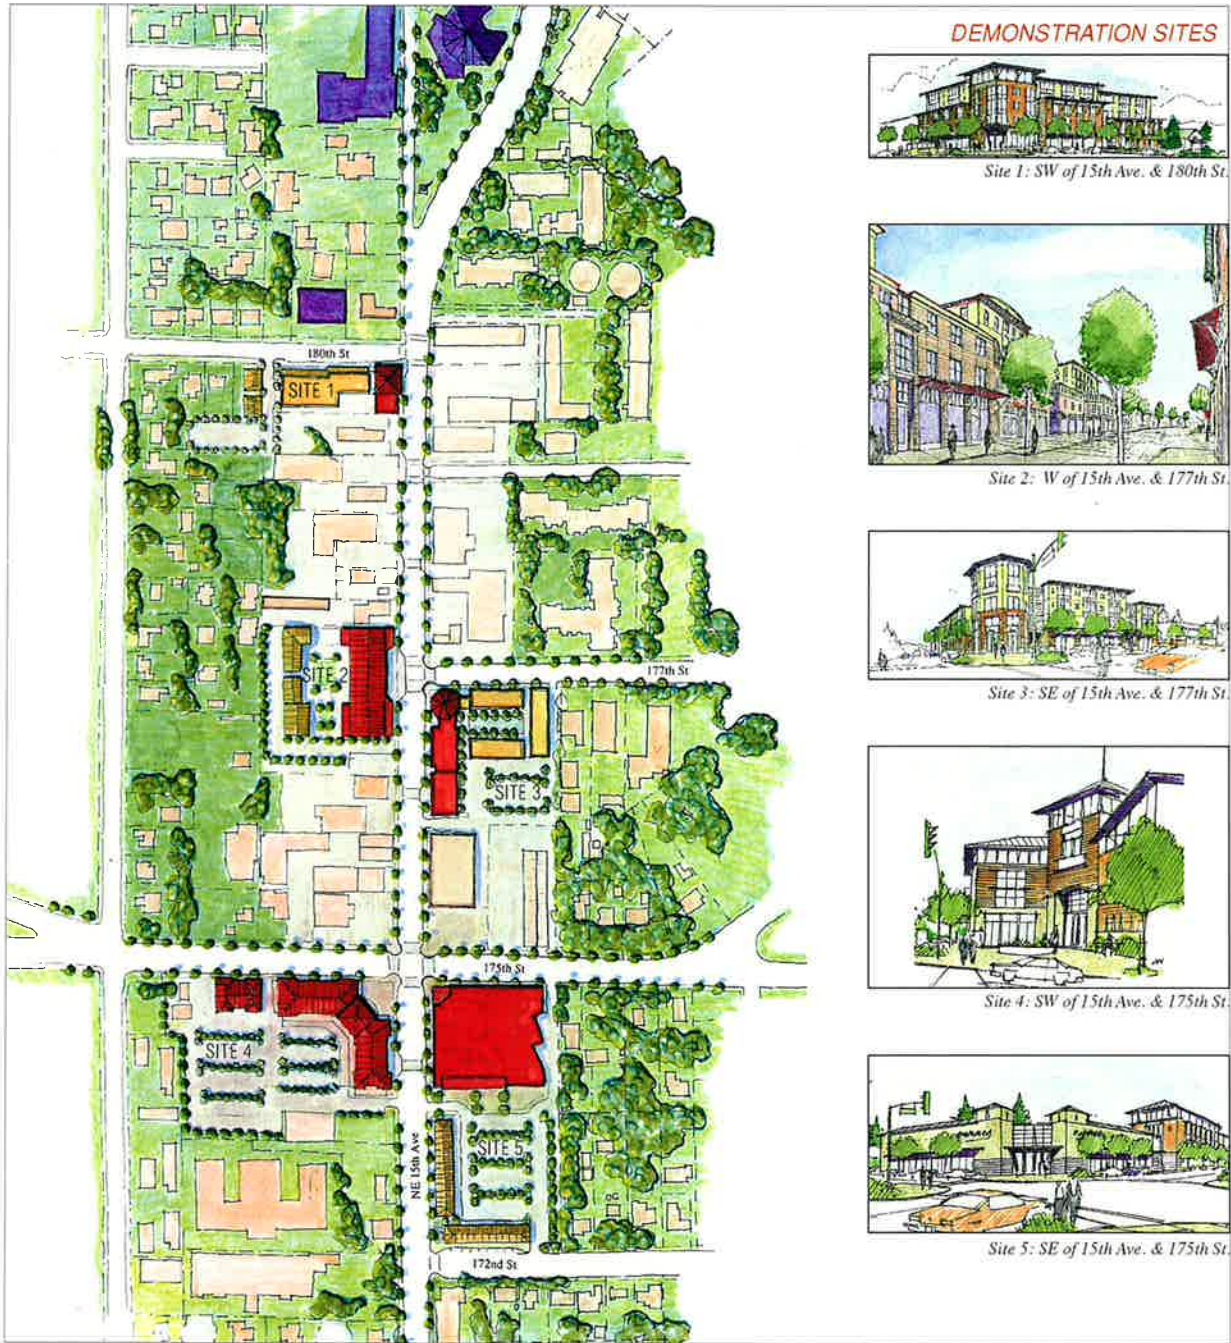 DEMONSTRATION SITES
Site 1: SW of 15th Ave. & 180th St.
Site 2: W of 15th Ave. & 177th St.
Site 3: SE of 15th Ave. & 177th St.
Site 4: SW of 15th Ave. & 175th St.
Site 5: SE of 15th Ave. & 175th St.
180th St
SITE 1
SITE 2
177th St
SITE 3
175th St
SITE 4
NE 15th Ave
SITE 5
172nd St